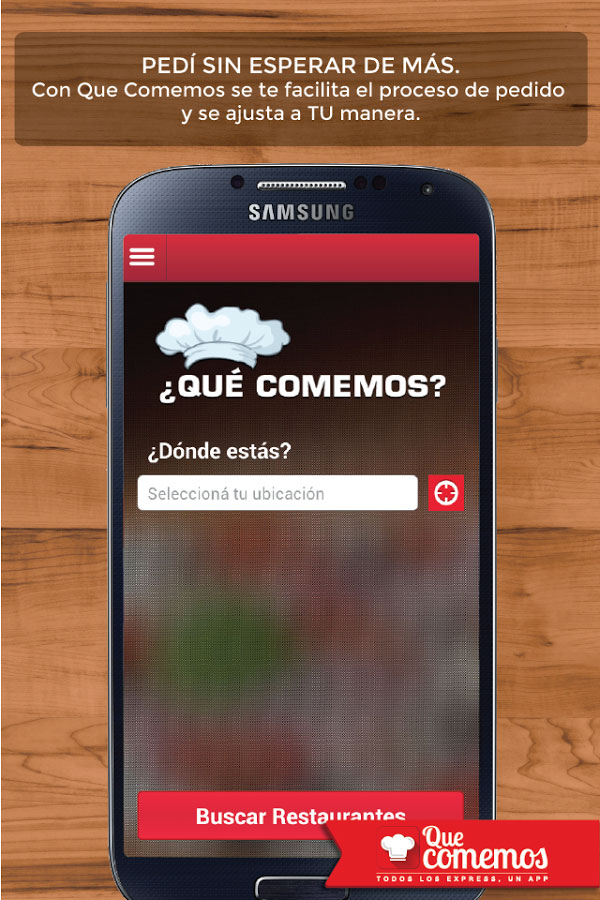 PEDÍ SIN ESPERAR DE MÁS.
Con Que Comemos se te facilita el proceso de pedido
y se ajusta a TU manera.
SAMSUNG
¿QUÉ COMEMOS?
¿Dónde estás?
Seleccioná tu ubicación
Buscar Restaurantes
Que
comemos
TODOS LOS EXPRESS, UN APP